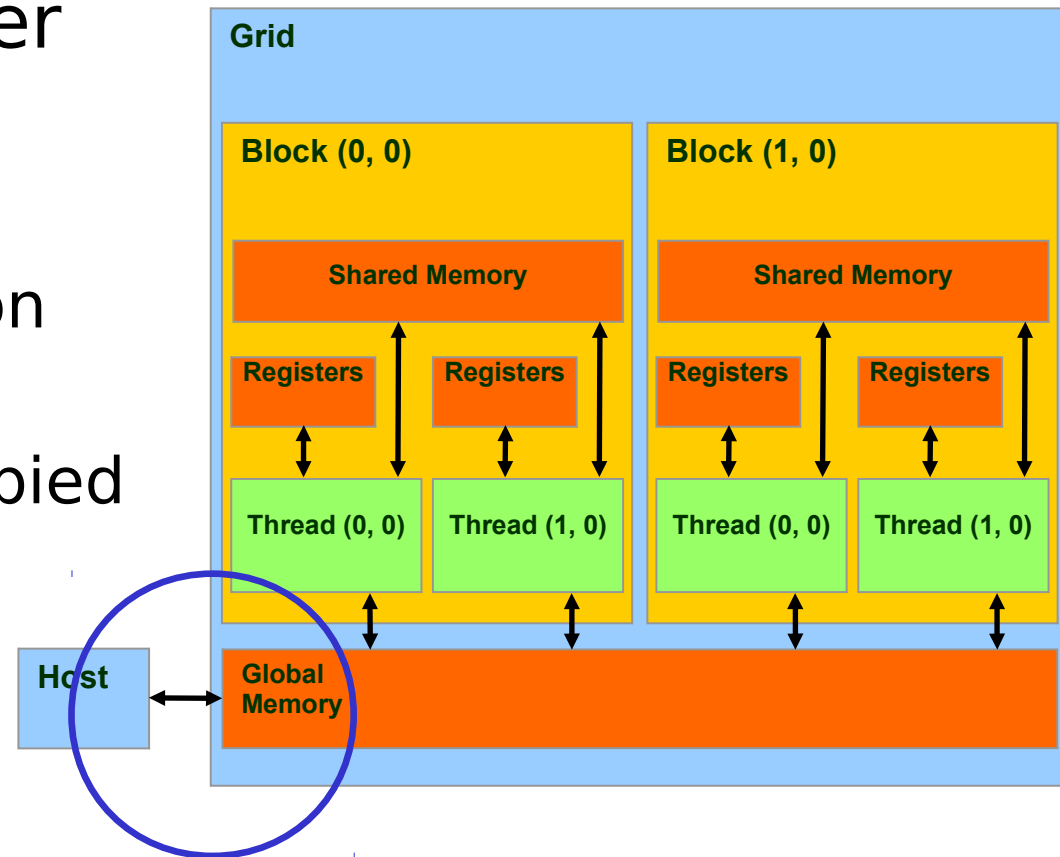 er
on
pied
Grid
Block (0, 0)
Block (1, 0)
Shared Memory
Shared Memory
Registers
Registers
Registers
Registers
Thread (0, 0)
Thread (1, 0)
Thread (0, 0)
Thread (1, 0)
Host
Global
Memory